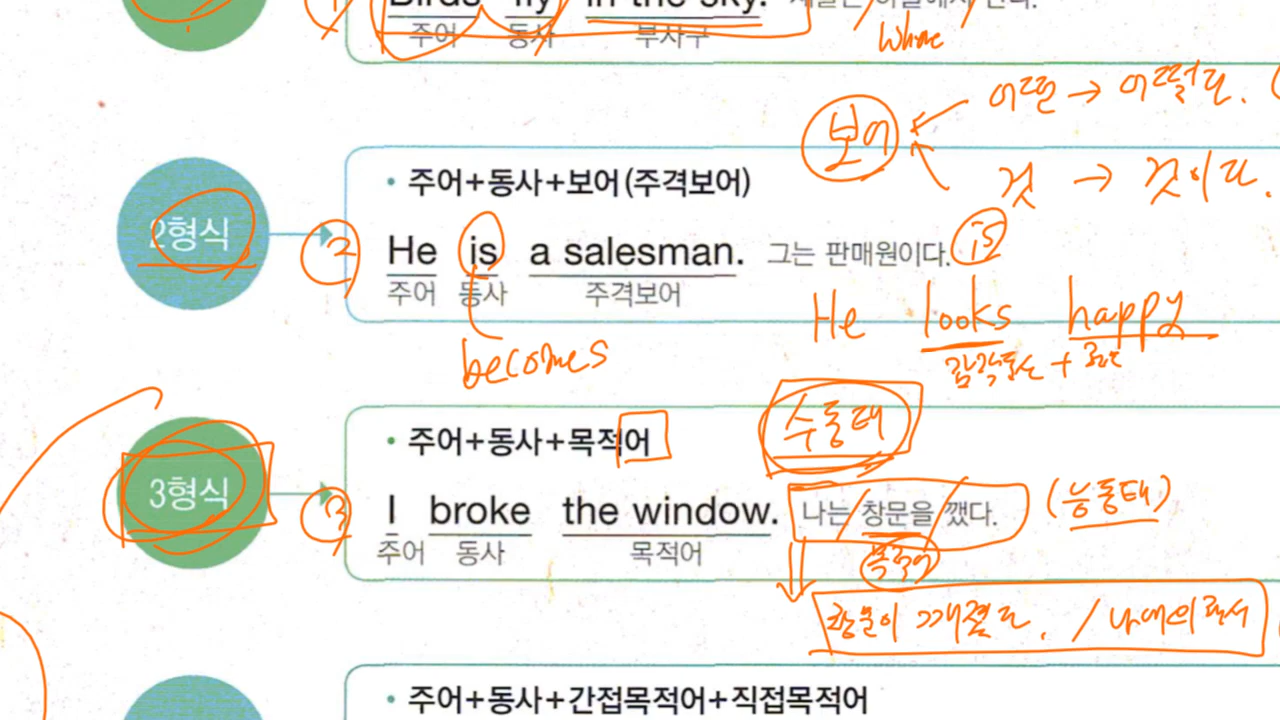 Birds fly in the sky.
주어 동사 부사구
Where
어떤 → 어떻다.
보어
것 → 것이다.
• 주어+동사+보어(주격보어)
2형식
② He is a salesman. 그는 판매원이다. is
주어 동사 주격보어
He looks happy
becomes
감각동사 +
수동태
• 주어+동사+목적어
3형식
③ I broke the window. 나는 창문을 깼다. (능동태)
주어 동사 목적어
목적어
창문이 깨졌다. / 나에 의해서
• 주어+동사+간접목적어+직접목적어